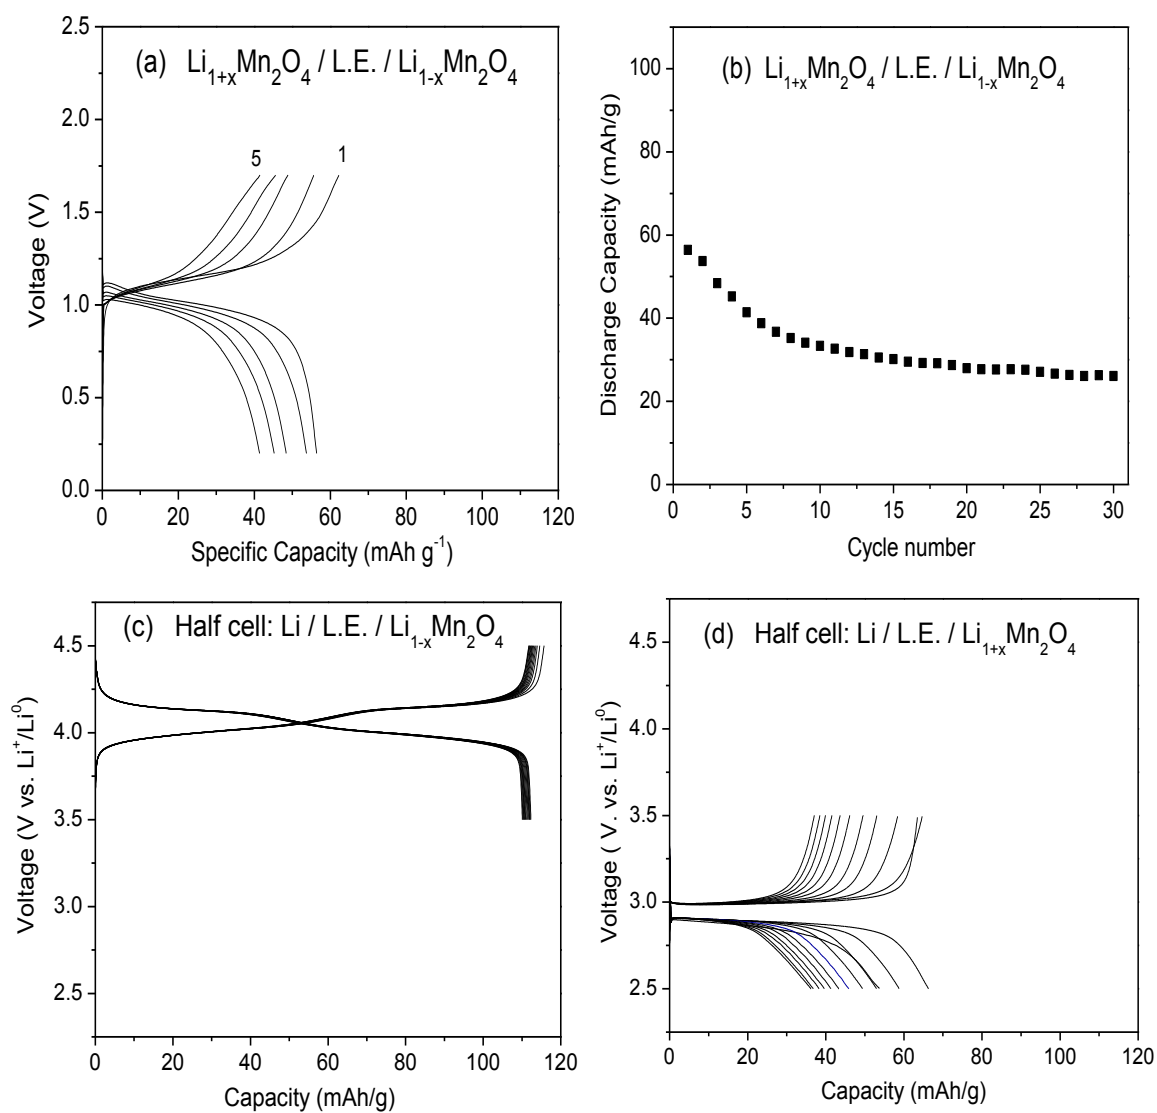 (a) Li1+xMn2O4 / L.E. / Li1-xMn2O4
5 1
Voltage (V)
2.5
2.0
1.5
1.0
0.5
0.0
0 20 40 60 80 100 120
Specific Capacity (mAh g-1)
(b) Li1+xMn2O4 / L.E. / Li1-xMn2O4
Discharge Capacity (mAh/g)
100
80
60
40
20
0
0 5 10 15 20 25 30
Cycle number
(c) Half cell: Li / L.E. / Li1-xMn2O4
Voltage (V vs. Li+/Li0)
4.5
4.0
3.5
3.0
2.5
0 20 40 60 80 100 120
Capacity (mAh/g)
(d) Half cell: Li / L.E. / Li1+xMn2O4
Voltage ( V. vs. Li+/Li0)
4.5
4.0
3.5
3.0
2.5
0 20 40 60 80 100 120
Capacity (mAh/g)